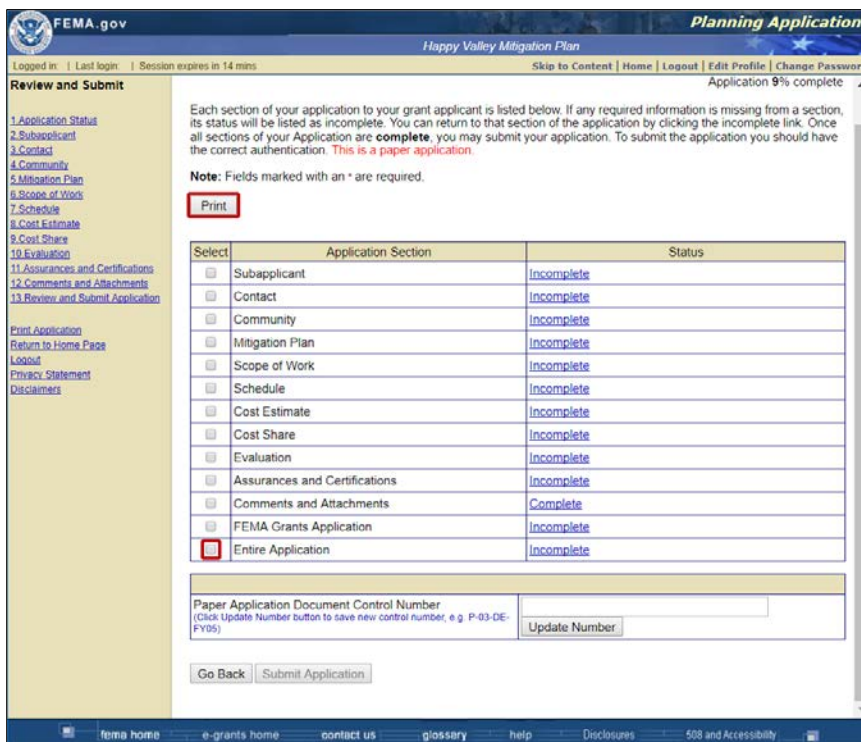 FEMA.gov
Planning Application
Happy Valley Mitigation Plan
Logged in: | Last login: | Session expires in 14 mins
Skip to Content | Home | Logout | Edit Profile | Change Passwor
Review and Submit
Application 9% complete
1.Application Status
2.Subapplicant
3.Contact
4.Community
5.Mitigation Plan
6.Scope of Work
7.Schedule
8.Cost Estimate
9.Cost Share
10.Evaluation
11.Assurances and Certifications
12.Comments and Attachments
13.Review and Submit Application
Print Application
Return to Home Page
Logout
Privacy Statement
Disclaimers
Each section of your application to your grant applicant is listed below. If any required information is missing from a section,
its status will be listed as incomplete. You can return to that section of the application by clicking the incomplete link. Once
all sections of your Application are complete, you may submit your application. To submit the application you should have
the correct authentication. This is a paper application.
Note: Fields marked with an * are required.
Print
Select Application Section Status
Subapplicant Incomplete
Contact Incomplete
Community Incomplete
Mitigation Plan Incomplete
Scope of Work Incomplete
Schedule Incomplete
Cost Estimate Incomplete
Cost Share Incomplete
Evaluation Incomplete
Assurances and Certifications Incomplete
Comments and Attachments Complete
FEMA Grants Application Incomplete
Entire Application Incomplete
Paper Application Document Control Number
(Click Update Number button to save new control number, e.g. P-03-DE-
FY05)
Update Number
Go Back Submit Application
fema home e-grants home contact us glossary help Disclosures 508 and Accessibility